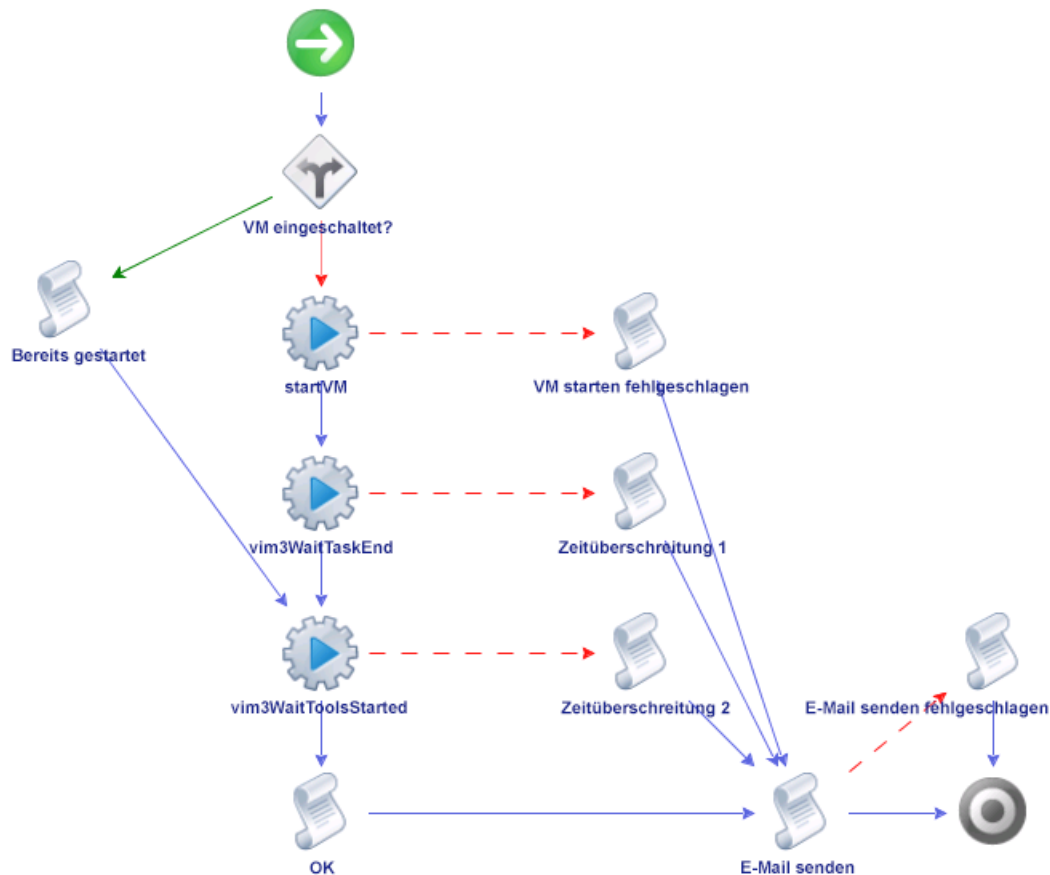 VM eingeschaltet?
Bereits gestartet
startVM
VM starten fehlgeschlagen
vim3WaitTaskEnd
Zeitüberschreitung 1
vim3WaitToolsStarted
Zeitüberschreitung 2
E-Mail senden fehlgeschlagen
OK
E-Mail senden